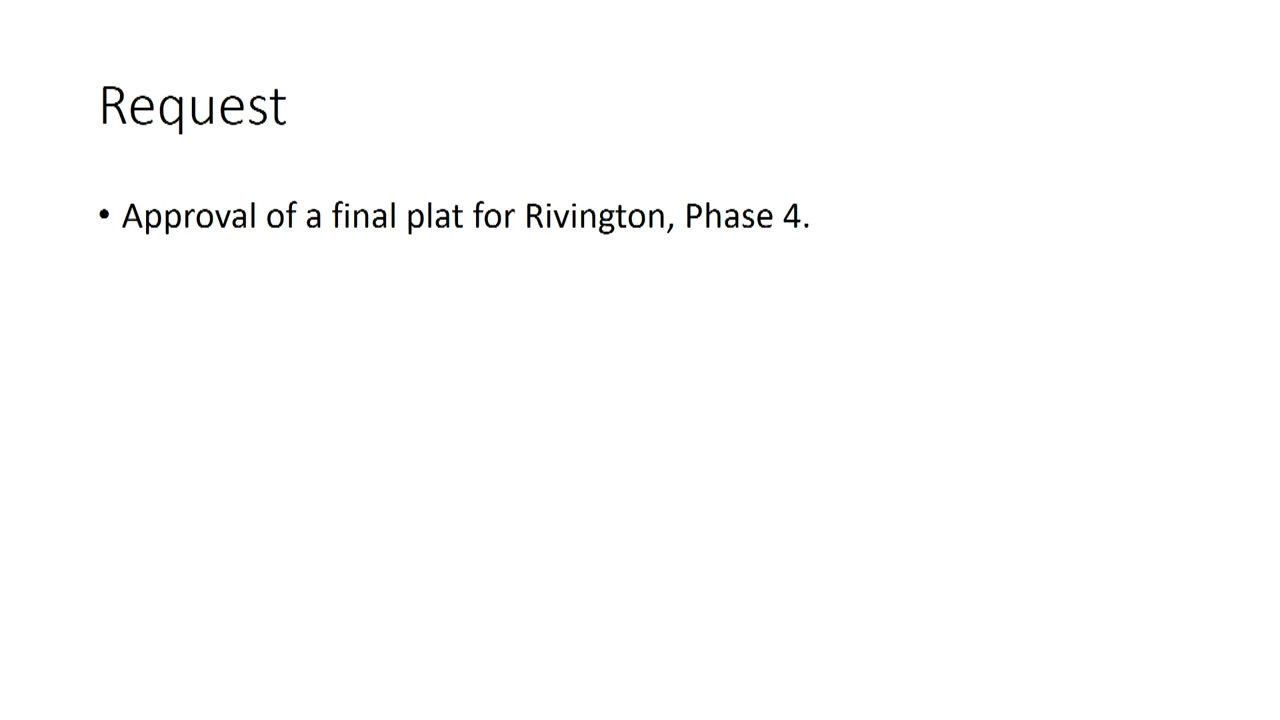 Request
• Approval of a final plat for Rivington, Phase 4.